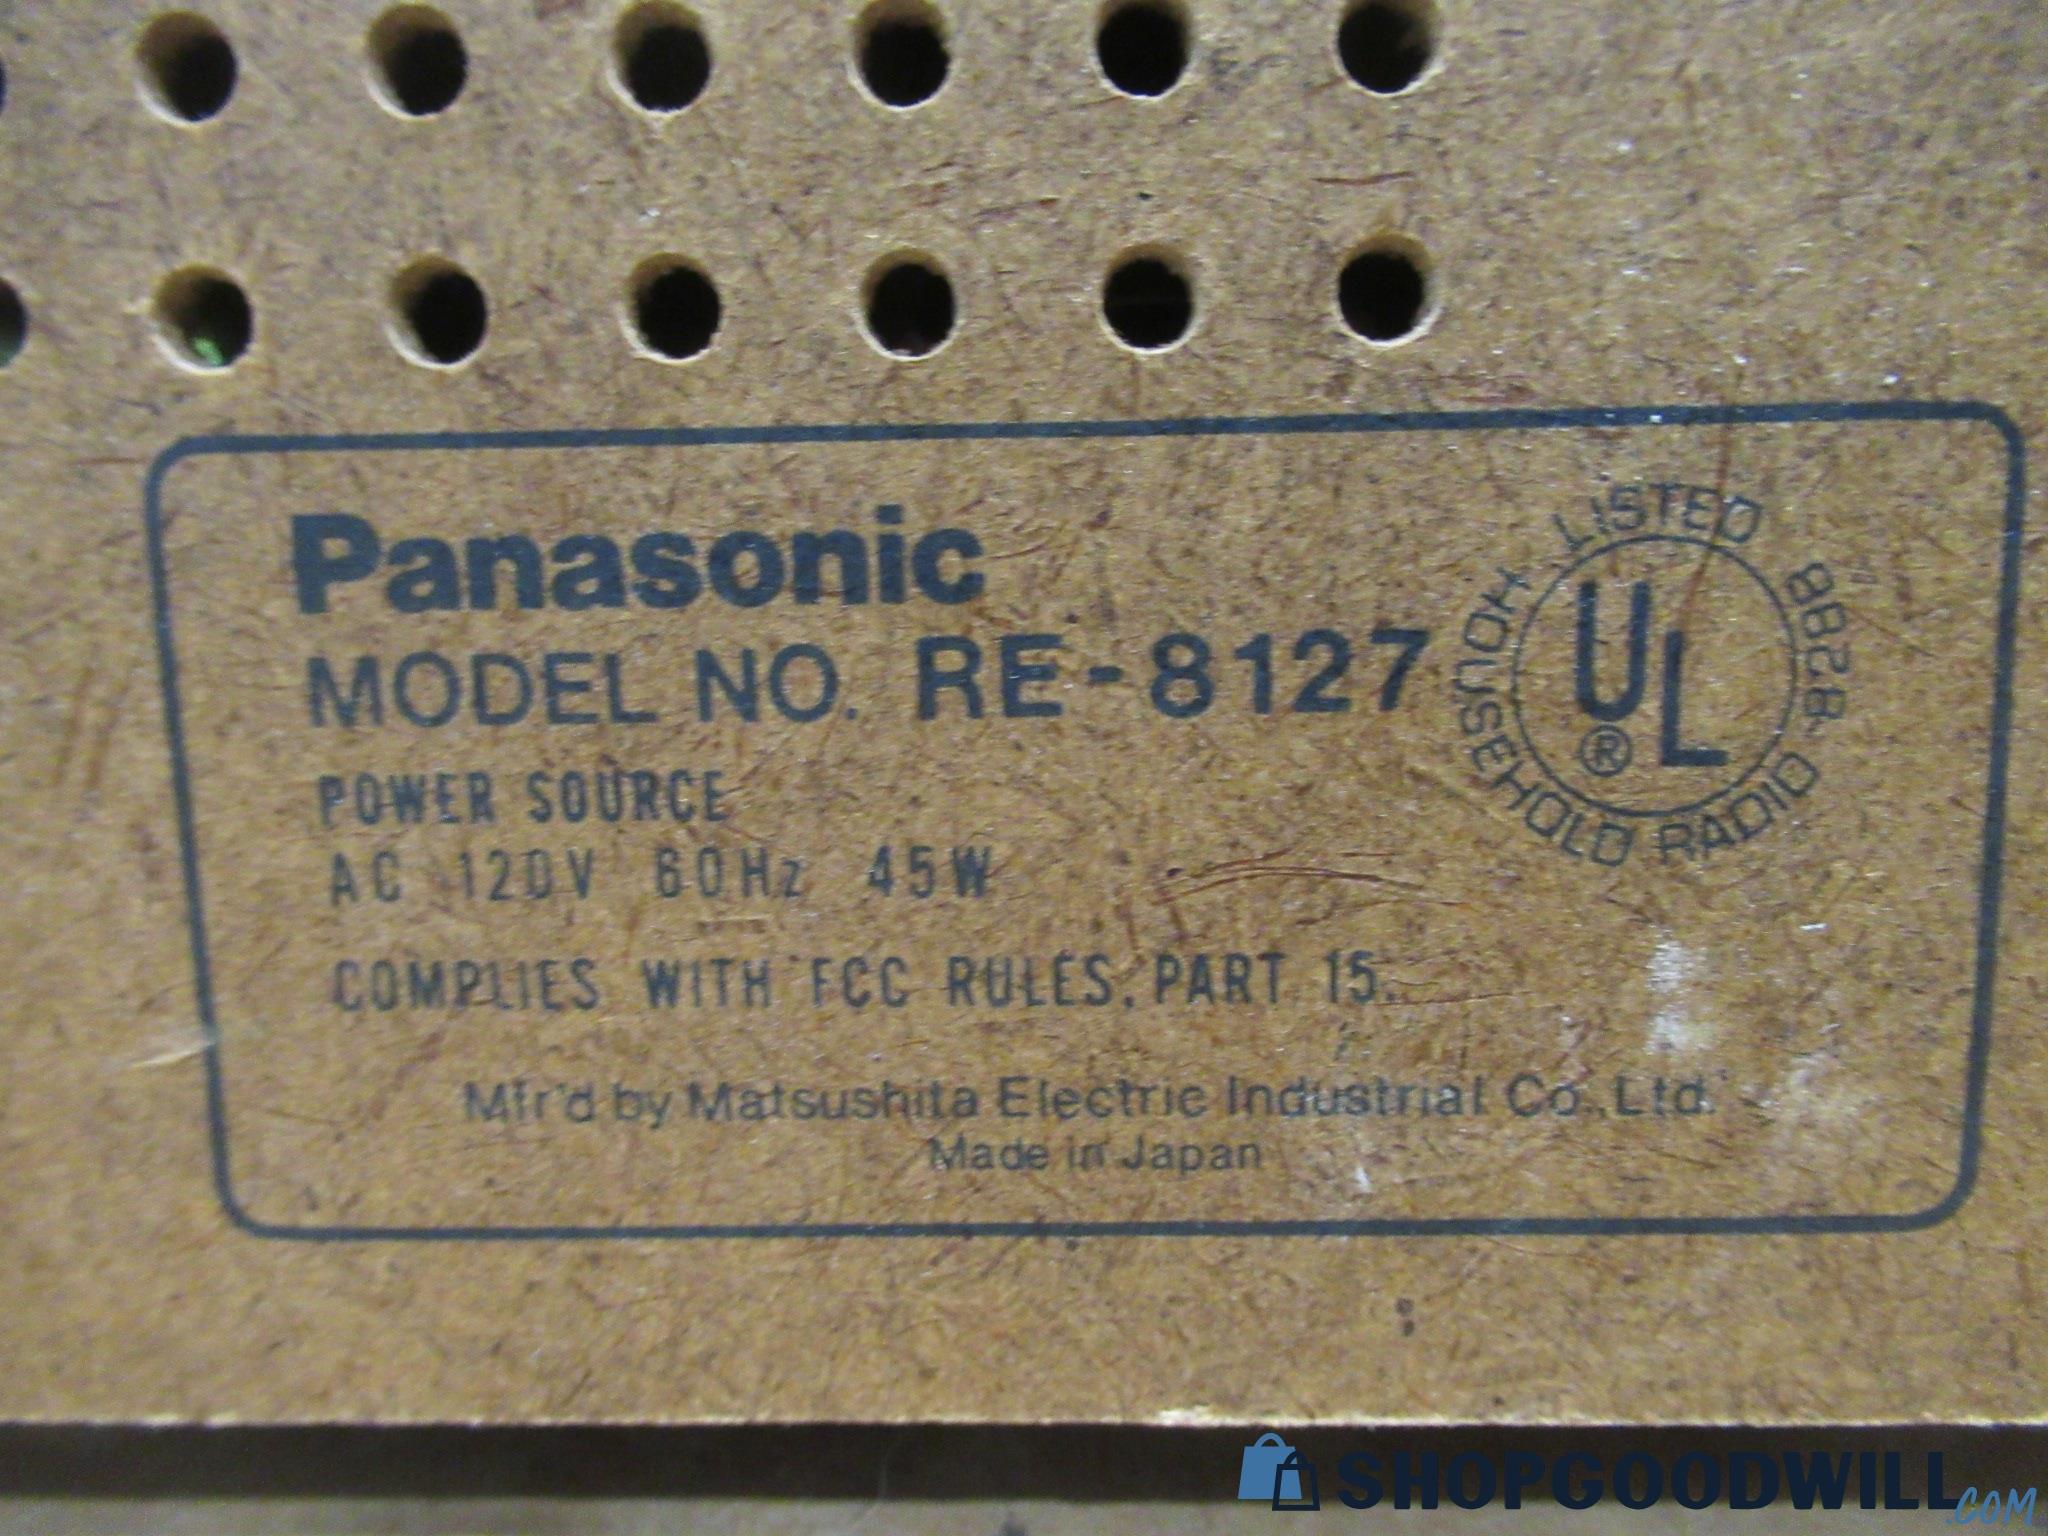 Panasonic
MODEL NO. RE-8127
POWER SOURCE
AC 120V 60Hz 45W
COMPLIES WITH FCC RULES, PART 15.
Mfr'd by Matsushita Electric Industrial Co., Ltd.
Made in Japan
LISTED 882B
UL
®
HOUSEHOLD RADIO
SHOPGOODWILL.COM